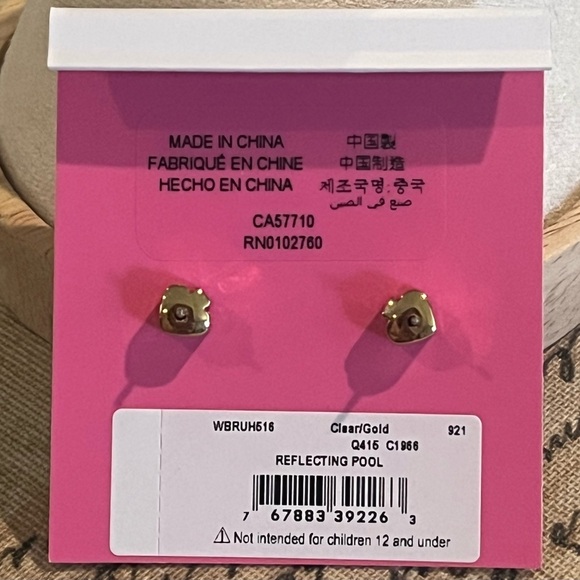 MADE IN CHINA
FABRIQUÉ EN CHINE
HECHO EN CHINA
中国製
中国制造
제조국명:중국
صنع في الصين
CA57710
RN0102760
WBRUH516 Clear/Gold 921
Q415 C1966
REFLECTING POOL
7 67883 39226 3
⚠ Not intended for children 12 and under